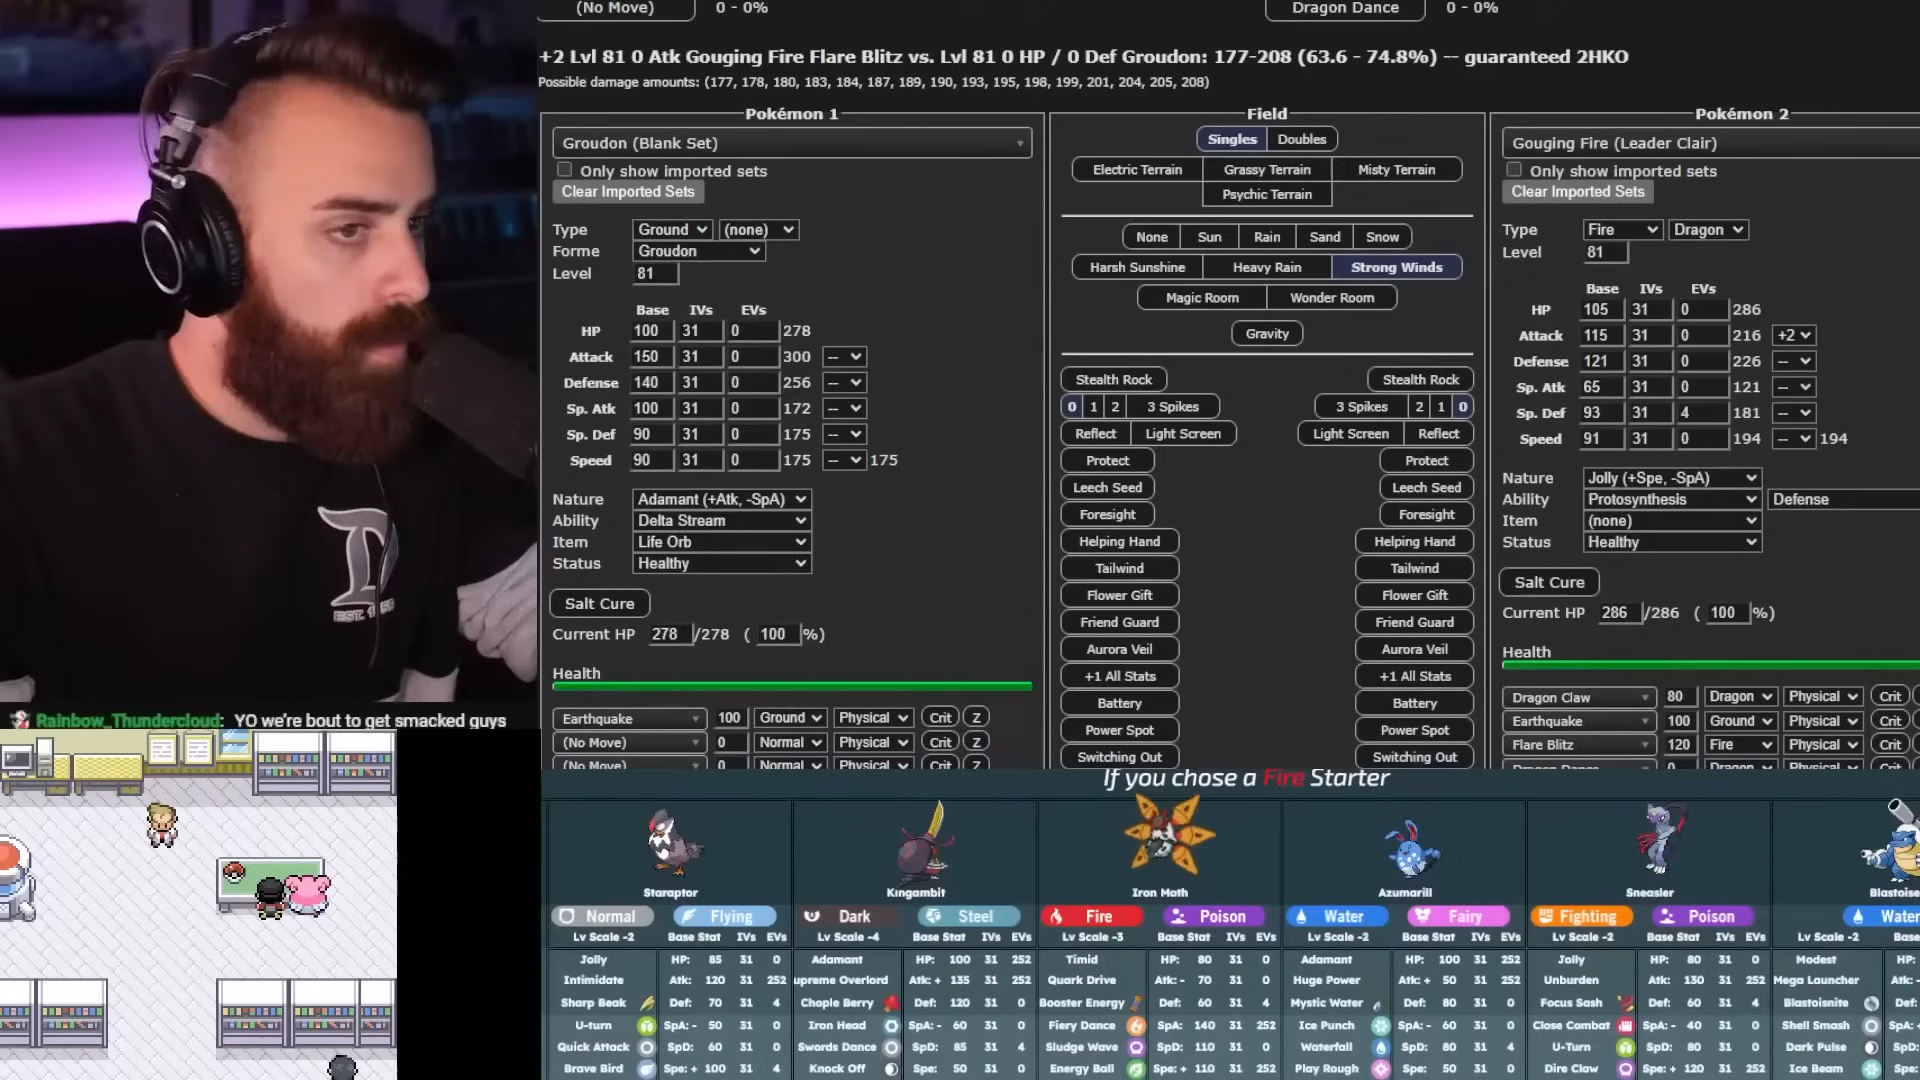 (No Move) 0 - 0% Dragon Dance 0 - 0%
+2 Lvl 81 0 Atk Gouging Fire Flare Blitz vs. Lvl 81 0 HP / 0 Def Groudon: 177-208 (63.6 - 74.8%) -- guaranteed 2HKO
Possible damage amounts: (177, 178, 180, 183, 184, 187, 189, 190, 193, 195, 198, 199, 201, 204, 205, 208)
Pokémon 1
Groudon (Blank Set)
Only show imported sets
Clear Imported Sets
Type Ground (none)
Forme Groudon
Level 81
Base IVs EVs
HP 100 31 0 278
Attack 150 31 0 300 --
Defense 140 31 0 256 --
Sp. Atk 100 31 0 172 --
Sp. Def 90 31 0 175 --
Speed 90 31 0 175 -- 175
Nature Adamant (+Atk, -SpA)
Ability Delta Stream
Item Life Orb
Status Healthy
Salt Cure
Current HP 278 /278 ( 100 %)
Health
Earthquake 100 Ground Physical Crit Z
(No Move) 0 Normal Physical Crit Z
(No Move) 0 Normal Physical Crit Z
Field
Singles Doubles
Electric Terrain Grassy Terrain Misty Terrain
Psychic Terrain
None Sun Rain Sand Snow
Harsh Sunshine Heavy Rain Strong Winds
Magic Room Wonder Room
Gravity
Stealth Rock Stealth Rock
0 1 2 3 Spikes 3 Spikes 2 1 0
Reflect Light Screen Light Screen Reflect
Protect Protect
Leech Seed Leech Seed
Foresight Foresight
Helping Hand Helping Hand
Tailwind Tailwind
Flower Gift Flower Gift
Friend Guard Friend Guard
Aurora Veil Aurora Veil
+1 All Stats +1 All Stats
Battery Battery
Power Spot Power Spot
Switching Out Switching Out
Pokémon 2
Gouging Fire (Leader Clair)
Only show imported sets
Clear Imported Sets
Type Fire Dragon
Level 81
Base IVs EVs
HP 105 31 0 286
Attack 115 31 0 216 +2
Defense 121 31 0 226 --
Sp. Atk 65 31 0 121 --
Sp. Def 93 31 4 181 --
Speed 91 31 0 194 -- 194
Nature Jolly (+Spe, -SpA)
Ability Protosynthesis Defense
Item (none)
Status Healthy
Salt Cure
Current HP 286 /286 ( 100 %)
Health
Dragon Claw 80 Dragon Physical Crit
Earthquake 100 Ground Physical Crit
Flare Blitz 120 Fire Physical Crit
Dragon Dance 0 Dragon Physical Crit
EST. 
Rainbow_Thundercloud: YO we're bout to get smacked guys
If you chose a Fire Starter
Staraptor
Normal Flying
Lv Scale -2 Base Stat IVs EVs
Jolly HP: 85 31 0
Intimidate Atk: 120 31 252
Sharp Beak Def: 70 31 4
U-turn SpA: - 50 31 0
Quick Attack SpD: 60 31 0
Brave Bird Spe: + 100 31 4
Kingambit
Dark Steel
Lv Scale -4 Base Stat IVs EVs
Adamant HP: 100 31 252
upreme Overlord Atk: + 135 31 252
Chople Berry Def: 120 31 0
Iron Head SpA: - 60 31 0
Swords Dance SpD: 85 31 4
Knock Off Spe: 50 31 0
Iron Moth
Fire Poison
Lv Scale -3 Base Stat IVs EVs
Timid HP: 80 31 0
Quark Drive Atk: - 70 31 0
Booster Energy Def: 60 31 4
Fiery Dance SpA: 140 31 252
Sludge Wave SpD: 110 31 0
Energy Ball Spe: + 110 31 252
Azumarill
Water Fairy
Lv Scale -2 Base Stat IVs EVs
Adamant HP: 100 31 252
Huge Power Atk: + 50 31 252
Mystic Water Def: 80 31 0
Ice Punch SpA: - 60 31 0
Waterfall SpD: 80 31 4
Play Rough Spe: 50 31 0
Sneasler
Fighting Poison
Lv Scale -2 Base Stat IVs EVs
Jolly HP: 80 31 0
Unburden Atk: 130 31 252
Focus Sash Def: 60 31 4
Close Combat SpA: - 40 31 0
U-Turn SpD: 80 31 0
Dire Claw Spe: + 120 31 252
Blastoise
Water
Lv Scale -2 Base
Modest HP:
Mega Launcher Atk: -
Blastoisnite Def:
Shell Smash SpA: +
Dark Pulse SpD:
Ice Beam Spe: